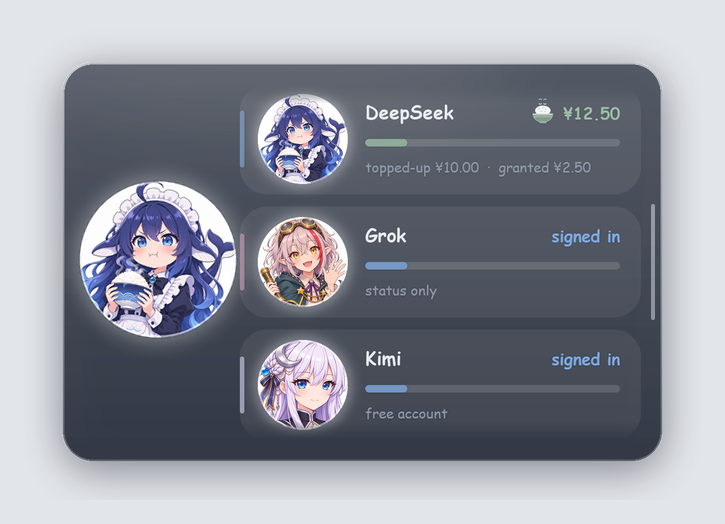 DeepSeek ¥12.50
topped-up ¥10.00 · granted ¥2.50
Grok signed in
status only
Kimi signed in
free account